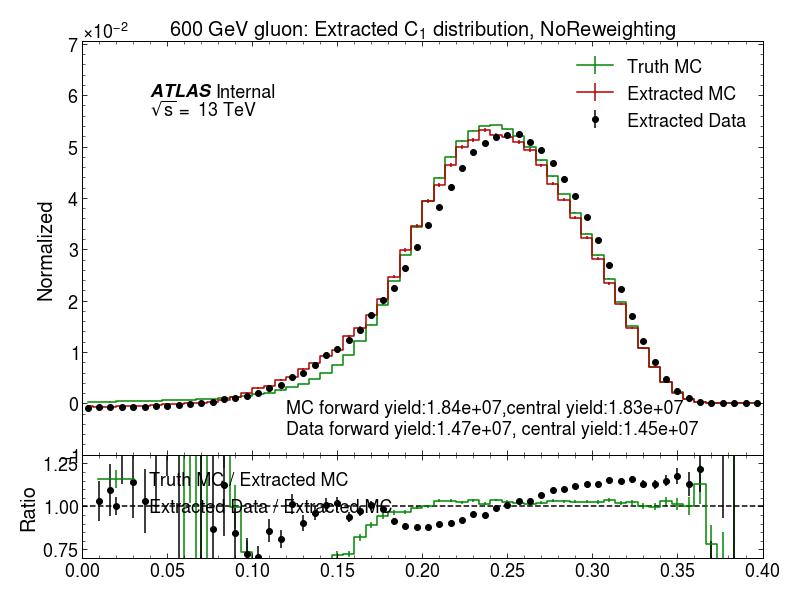 ×10⁻²
600 GeV gluon: Extracted C₁ distribution, NoReweighting
ATLAS Internal
√s = 13 TeV
Truth MC
Extracted MC
Extracted Data
Normalized
7
6
5
4
3
2
1
0
MC forward yield:1.84e+07,central yield:1.83e+07
Data forward yield:1.47e+07, central yield:1.45e+07
1
1.25
1.00
0.75
Ratio
Truth MC / Extracted MC
Extracted Data / Extracted MC
0.00 0.05 0.10 0.15 0.20 0.25 0.30 0.35 0.40